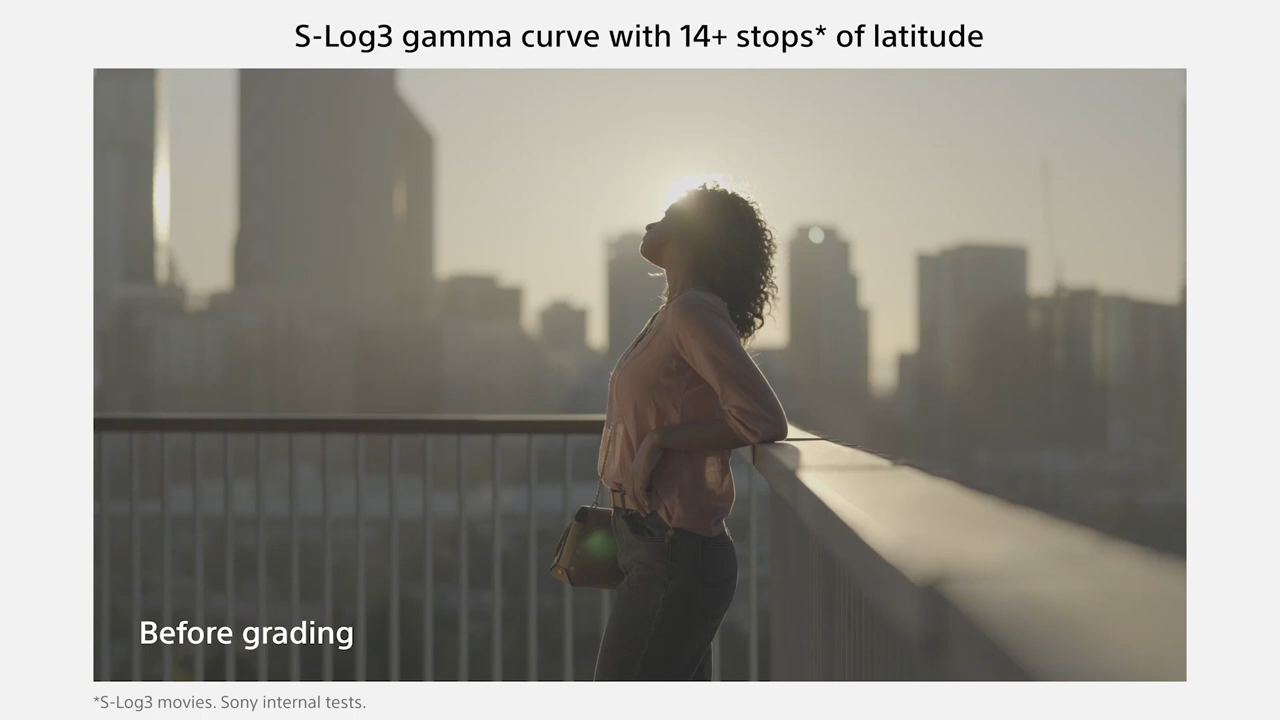 S-Log3 gamma curve with 14+ stops* of latitude
Before grading
*S-Log3 movies. Sony internal tests.